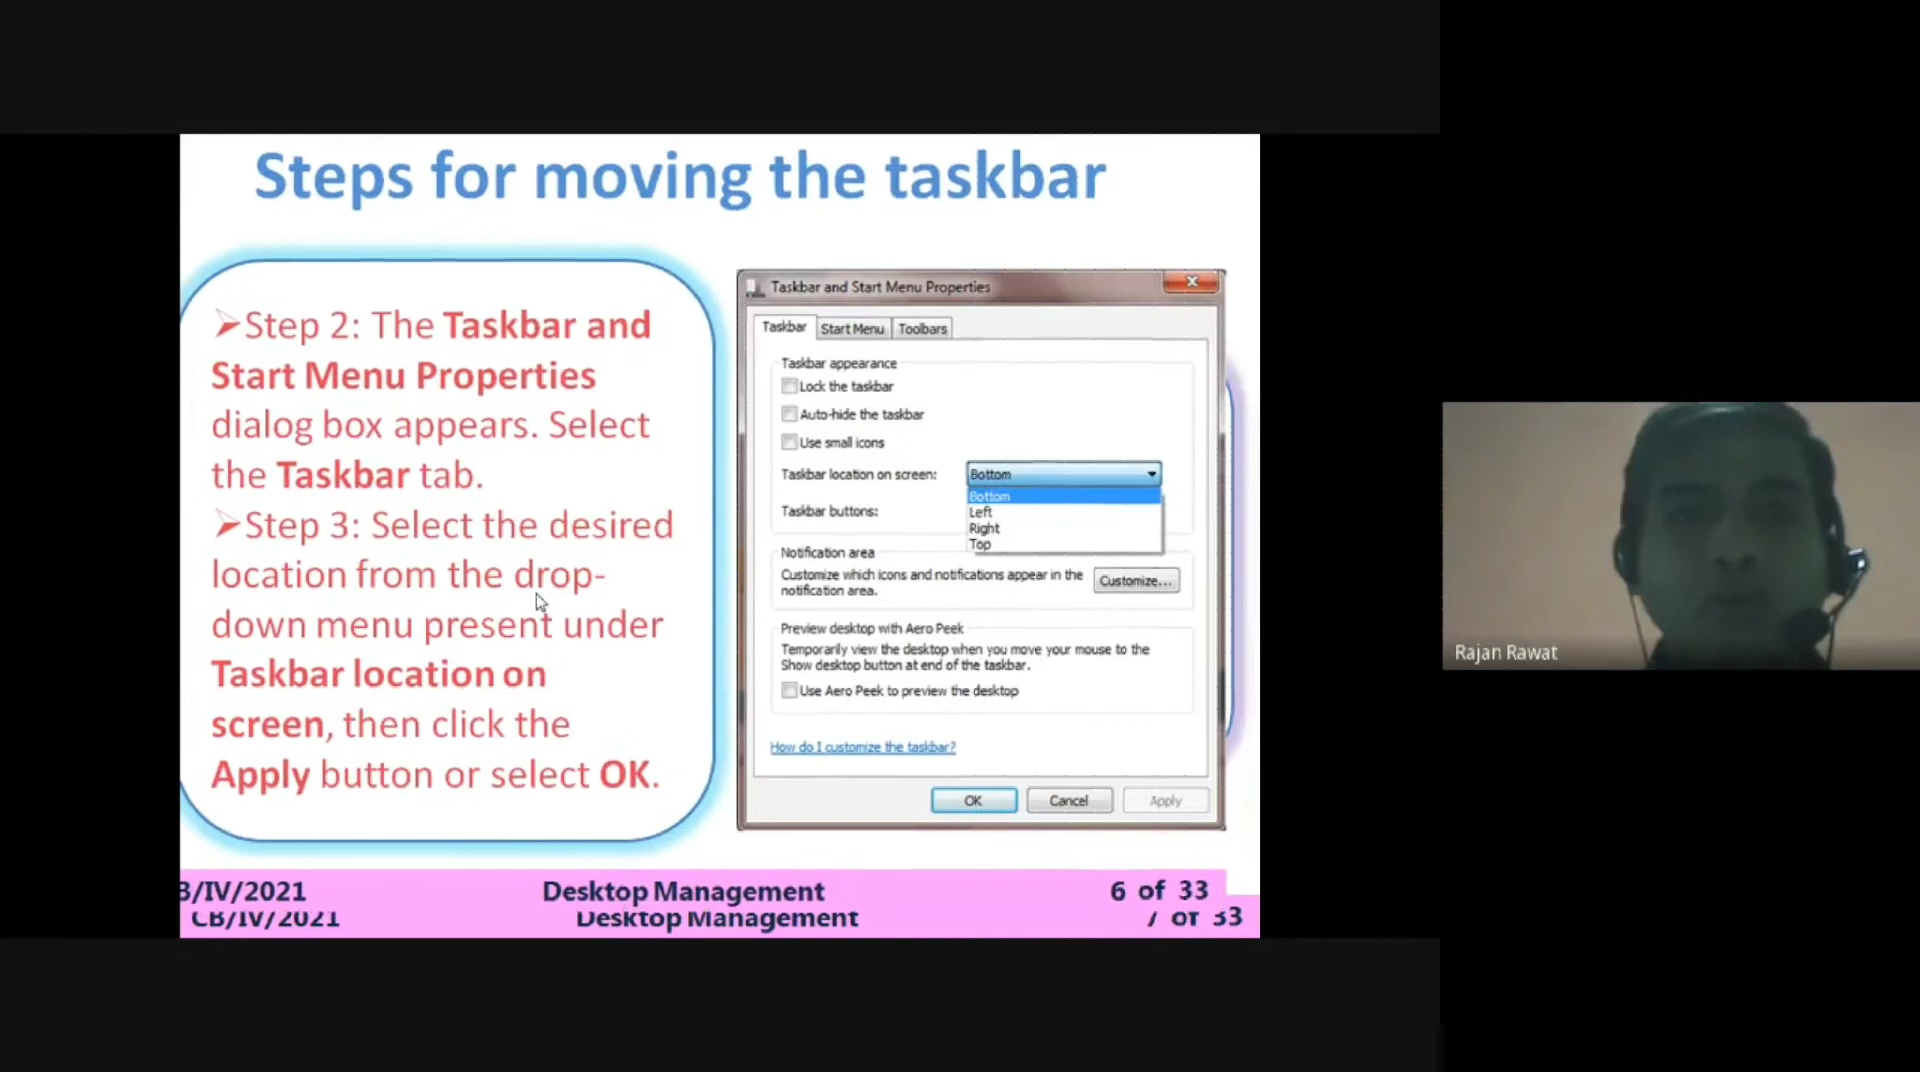 Steps for moving the taskbar
➢Step 2: The Taskbar and
Start Menu Properties
dialog box appears. Select
the Taskbar tab.
➢Step 3: Select the desired
location from the drop-
down menu present under
Taskbar location on
screen, then click the
Apply button or select OK.
Taskbar and Start Menu Properties
Taskbar Start Menu Toolbars
Taskbar appearance
Lock the taskbar
Auto-hide the taskbar
Use small icons
Taskbar location on screen: Bottom
Bottom
Left
Taskbar buttons:
Right
Top
Notification area
Customize which icons and notifications appear in the
notification area.
Customize...
Preview desktop with Aero Peek
Temporarily view the desktop when you move your mouse to the
Show desktop button at end of the taskbar.
Use Aero Peek to preview the desktop
How do I customize the taskbar?
OK Cancel Apply
/IV/2021 Desktop Management 6 of 33
CB/IV/2021 Desktop Management 7 of 33
Rajan Rawat